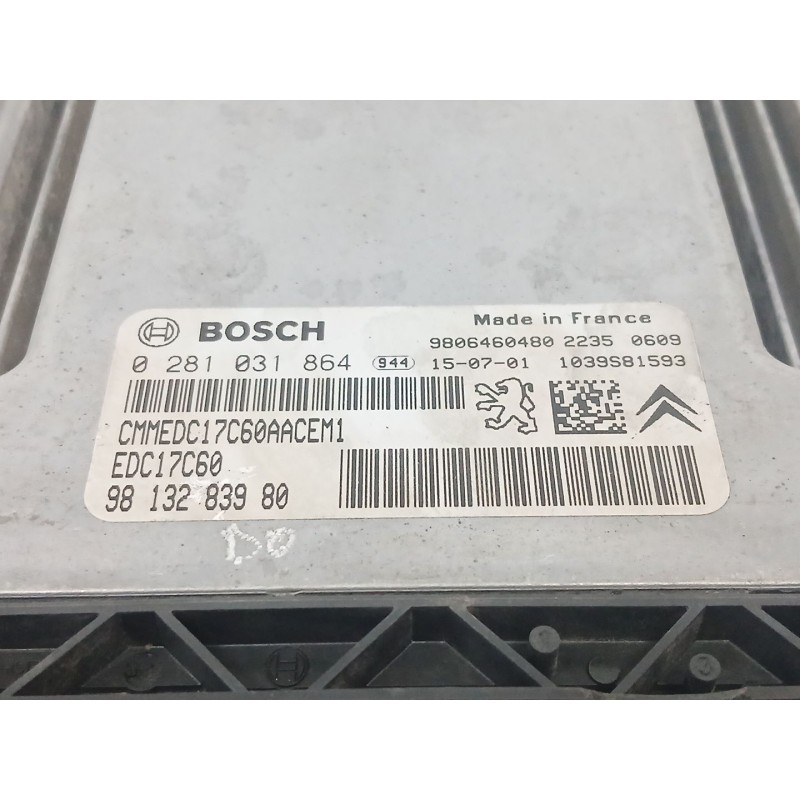 BOSCH
Made in France
9806460480 2235 0609
0 281 031 864 944 15-07-01 1039S81593
CMMEDC17C60AACEM1
EDC17C60
98 132 839 80
DO